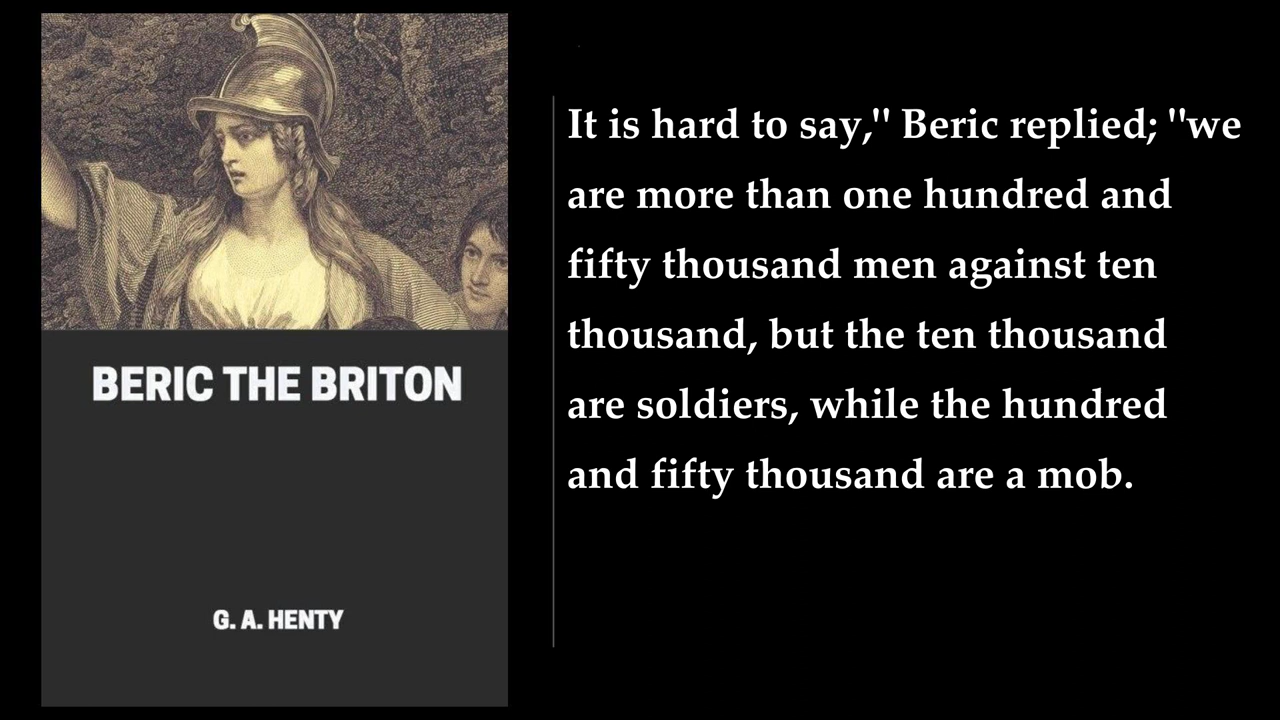 BERIC THE BRITON
G. A. HENTY
It is hard to say," Beric replied; "we
are more than one hundred and
fifty thousand men against ten
thousand, but the ten thousand
are soldiers, while the hundred
and fifty thousand are a mob.